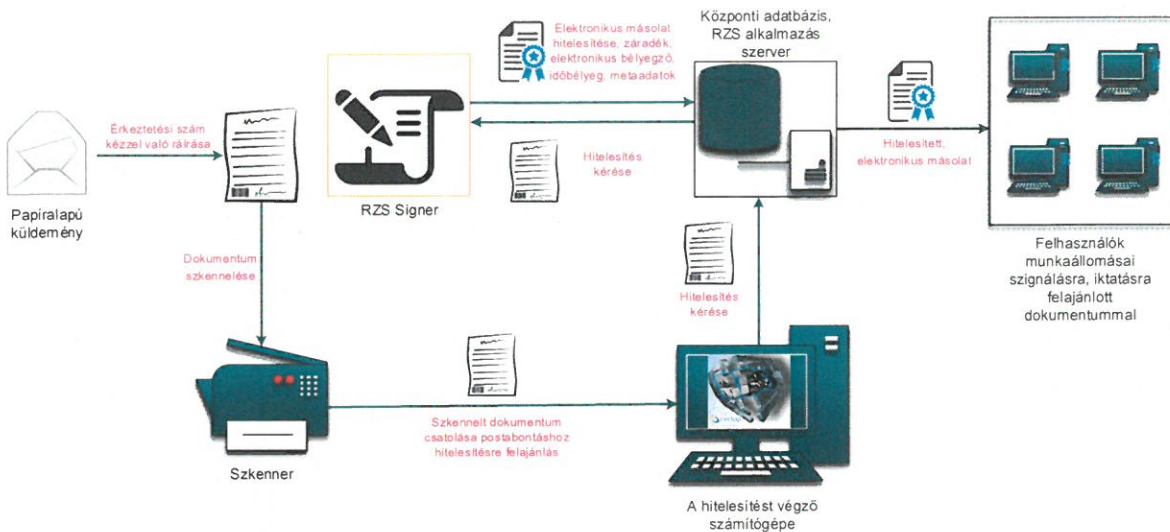 Elektronikus másolat
hitelesítése, záradék,
elektronikus bélyegző,
időbélyeg, metaadatok
Központi adatbázis,
RZS alkalmazás
szerver
Érkeztetési szám
kézzel való ráírása
Hitelesítés
kérése
Hitelesített,
elektronikus másolat
Papíralapú
küldemény
RZS Signer
Felhasználók
munkaállomásai
szignálásra, iktatásra
felajánlott
dokumentummal
Dokumentum
szkennelése
Hitelesítés
kérése
Szkennelt dokumentum
csatolása postabontáshoz
hitelesítésre felajánlás
Szkenner
A hitelesítést végző
számítógépe